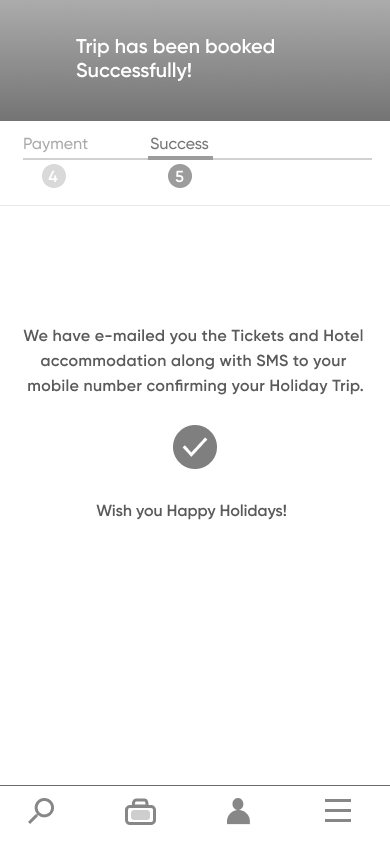 Trip has been booked
Successfully!
Payment
Success
4
5
We have e-mailed you the Tickets and Hotel
accommodation along with SMS to your
mobile number confirming your Holiday Trip.
Wish you Happy Holidays!